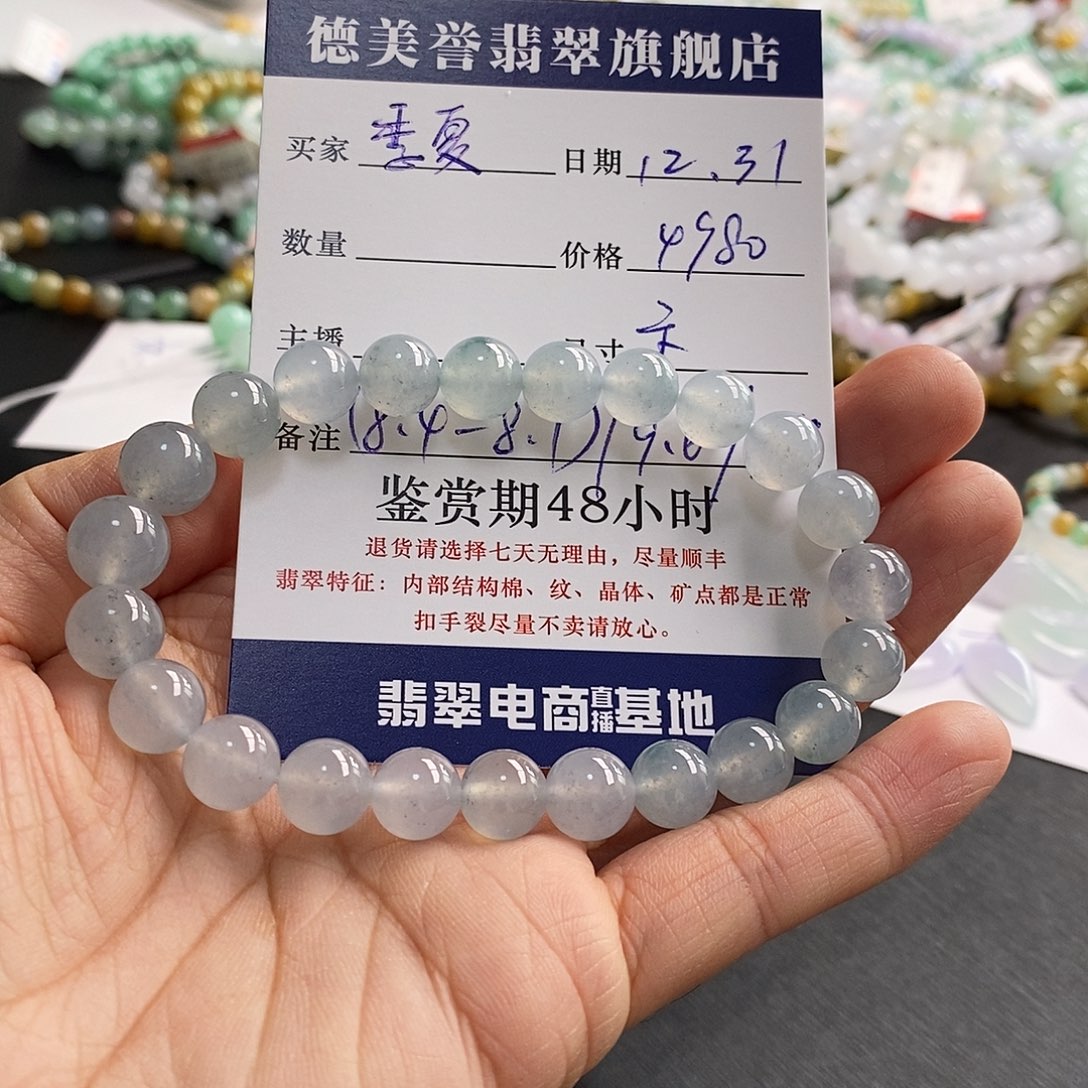 德美誉翡翠旗舰店
买家 季夏 日期 12.31
数量 价格 4980
主播 尺寸
备注 (8.4-8.1)
鉴赏期48小时
退货请选择七天无理由，尽量顺丰
翡翠特征：内部结构棉、纹、晶体、矿点都是正常
扣手裂尽量不卖请放心。
翡翠电商直播基地